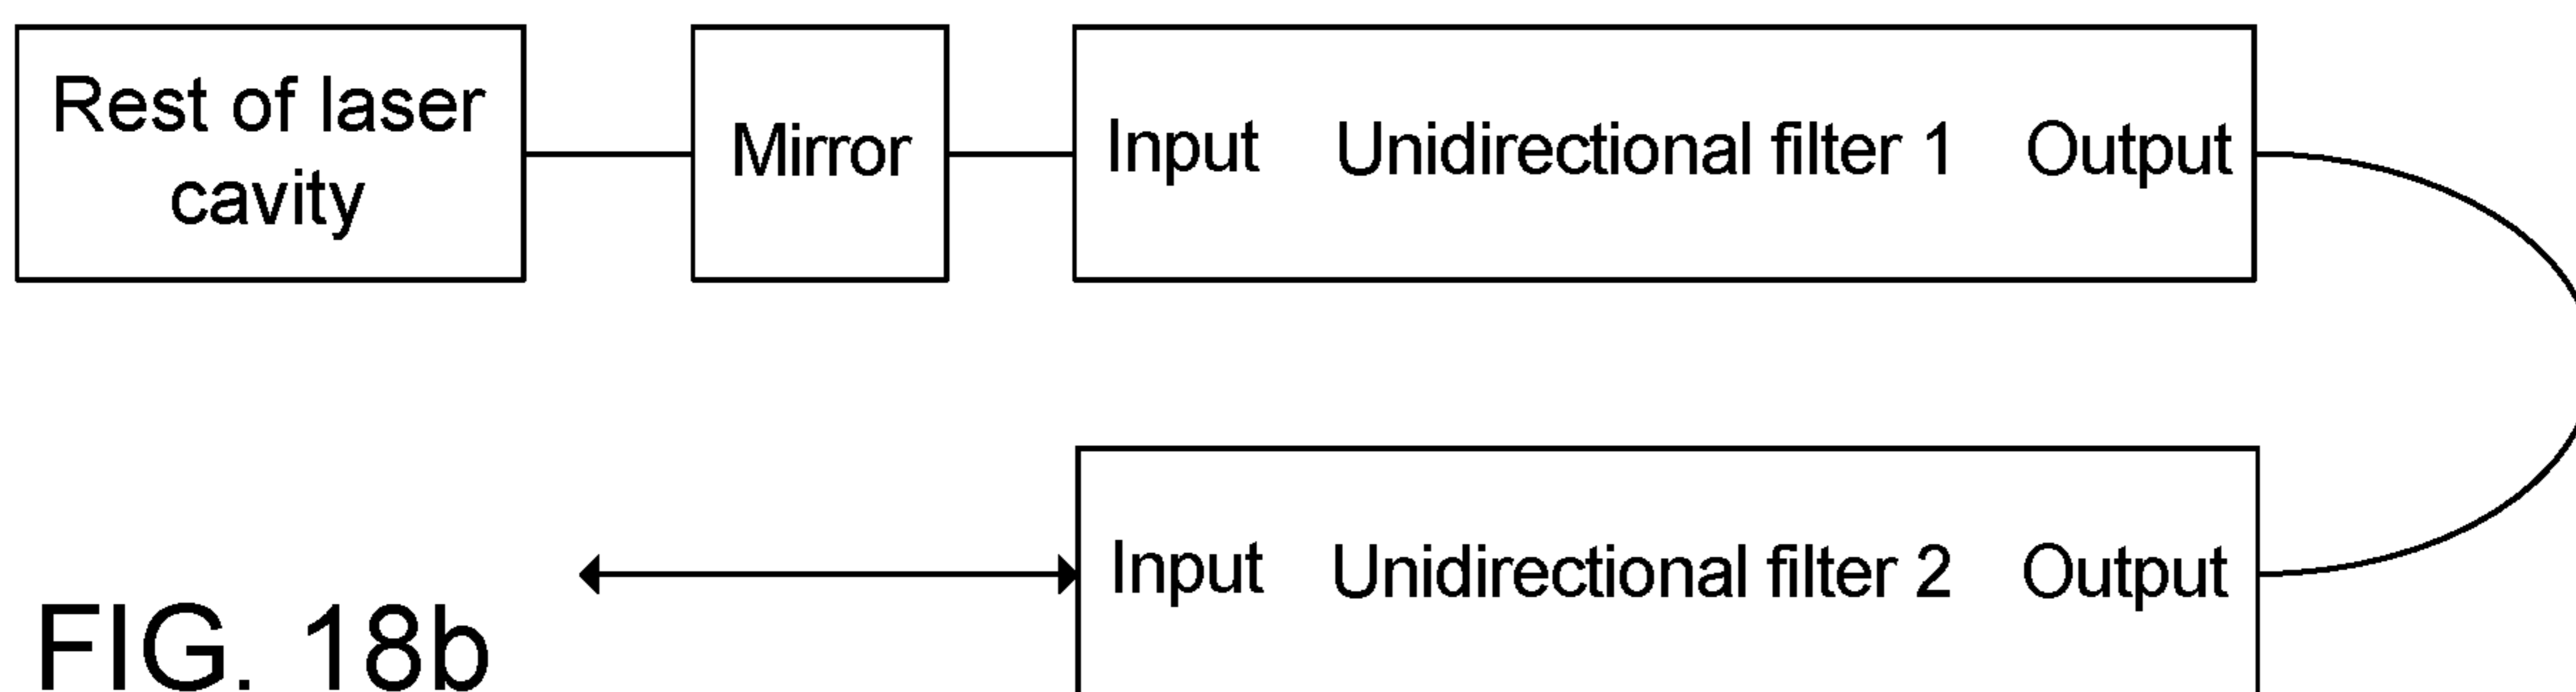 Rest of laser
cavity
Mirror
Input Unidirectional filter 1 Output
Input Unidirectional filter 2 Output
FIG. 18b